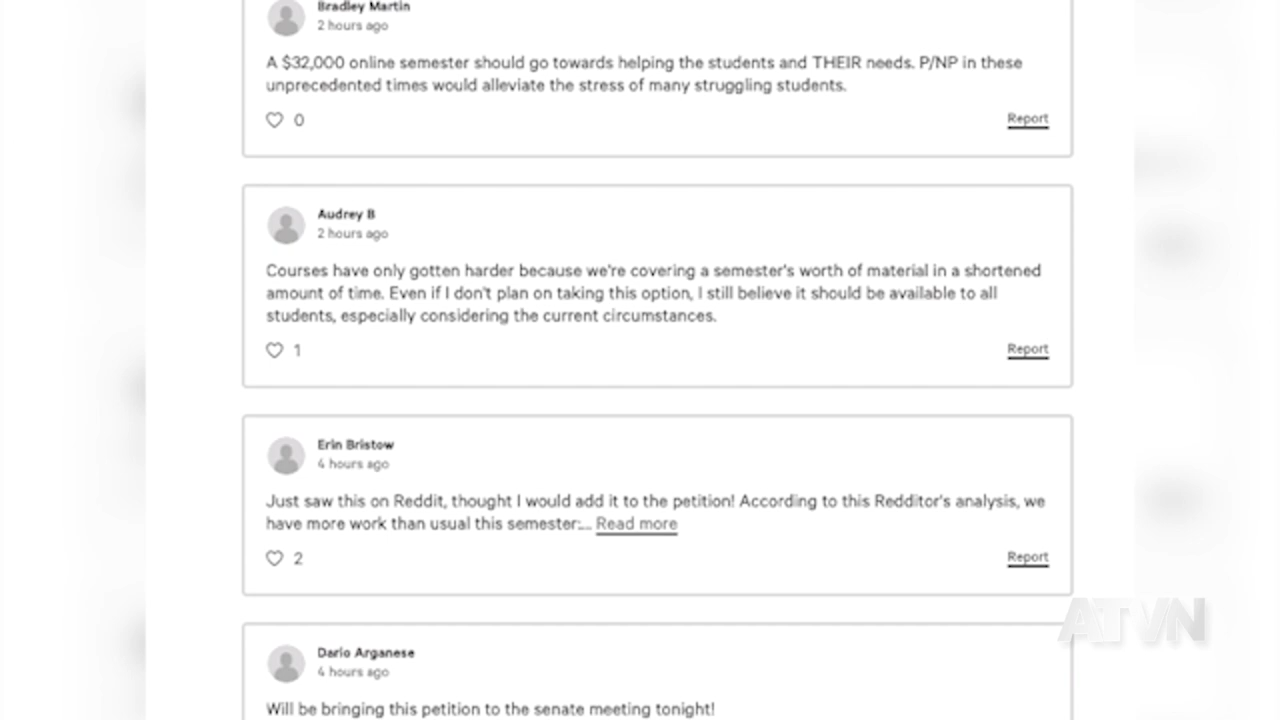 Bradley Martin
2 hours ago
A $32,000 online semester should go towards helping the students and THEIR needs. P/NP in these
unprecedented times would alleviate the stress of many struggling students.
0
Report
Audrey B
2 hours ago
Courses have only gotten harder because we're covering a semester's worth of material in a shortened
amount of time. Even if I don't plan on taking this option, I still believe it should be available to all
students, especially considering the current circumstances.
1
Report
Erin Bristow
4 hours ago
Just saw this on Reddit, thought I would add it to the petition! According to this Redditor's analysis, we
have more work than usual this semester:... Read more
2
Report
ATVN
Dario Arganese
4 hours ago
Will be bringing this petition to the senate meeting tonight!